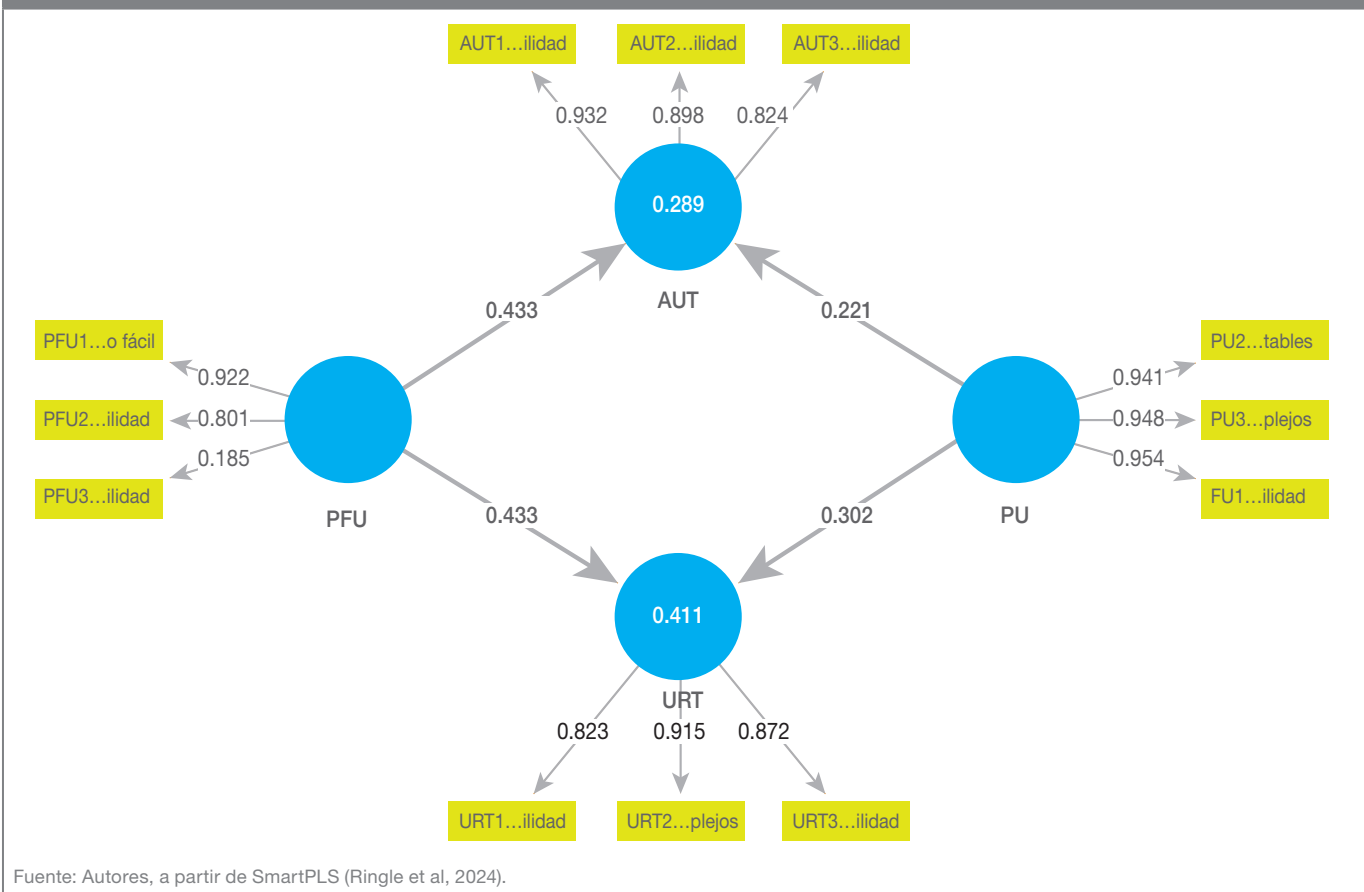 AUT1...ilidad
AUT2...ilidad
AUT3...ilidad
0.932
0.898
0.824
0.289
AUT
0.433
0.221
PFU1...o fácil
PFU2...ilidad
PFU3...ilidad
0.922
0.801
0.185
PFU
PU2...tables
PU3...plejos
FU1...ilidad
0.941
0.948
0.954
PU
0.433
0.302
0.411
URT
0.823
0.915
0.872
URT1...ilidad
URT2...plejos
URT3...ilidad
Fuente: Autores, a partir de SmartPLS (Ringle et al, 2024).